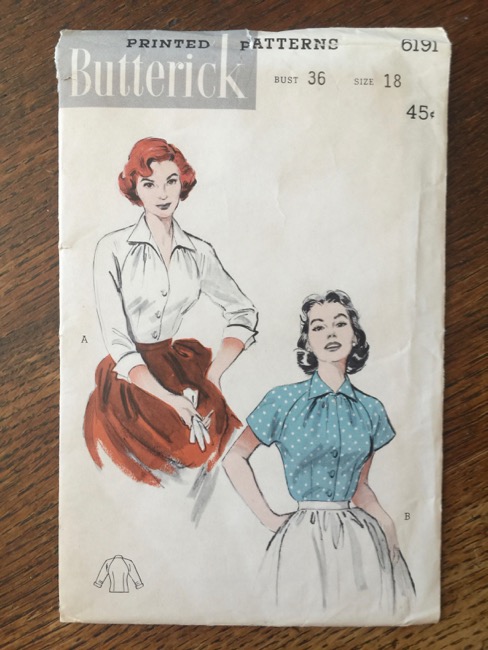 PRINTED PATTERNS 6191
Butterick BUST 36 SIZE 18
45¢
A
B